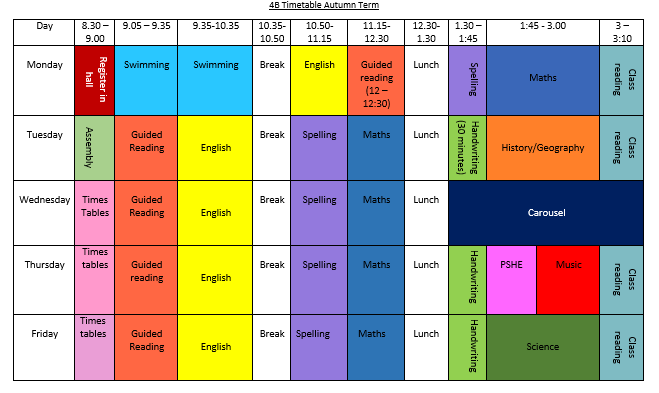 4B Timetable Autumn Term
Day
8.30 –
9.00
9.05 – 9.35
9.35-10.35
10.35-
10.50
10.50-
11.15
11.15-
12.30
12.30-
1.30
1.30 –
1:45
1:45 - 3.00
3 –
3:10
Monday
Register in
hall
Swimming
Swimming
Break
English
Guided
reading
(12 –
12:30)
Lunch
Spelling
Maths
Class
reading
Tuesday
Assembly
Guided
Reading
English
Break
Spelling
Maths
Lunch
Handwriting
(30 minutes)
History/Geography
Class
reading
Wednesday
Times
Tables
Guided
Reading
English
Break
Spelling
Maths
Lunch
Carousel
Thursday
Times
tables
Guided
reading
English
Break
Spelling
Maths
Lunch
Handwriting
PSHE
Music
Class
reading
Friday
Times
tables
Guided
Reading
English
Break
Spelling
Maths
Lunch
Handwriting
Science
Class
reading